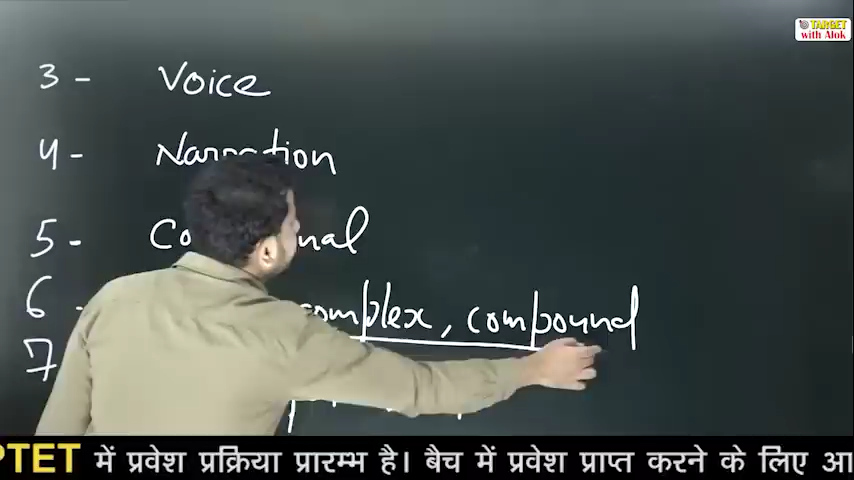 TARGET
with Alok
3 - Voice
4 - Narration
5 -
6 - complex, compound
7
PTET में प्रवेश प्रक्रिया प्रारम्भ है। बैच में प्रवेश प्राप्त करने के लिए आ